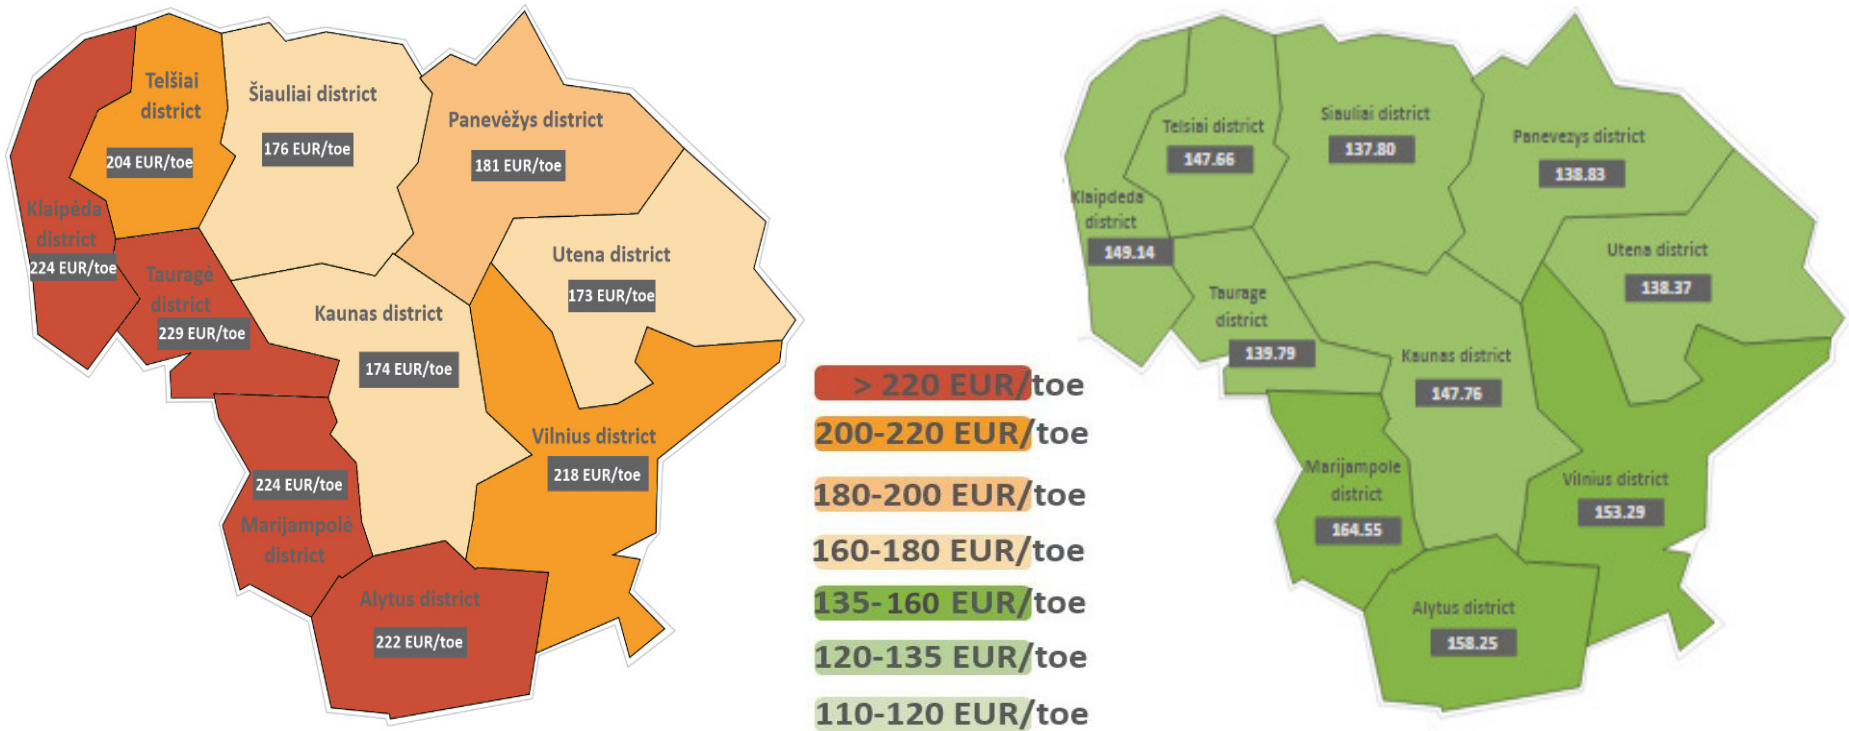 Telšiai
district
204 EUR/toe
Šiauliai district
176 EUR/toe
Panevėžys district
181 EUR/toe
Klaipėda
district
224 EUR/toe
Tauragė
district
229 EUR/toe
Utena district
173 EUR/toe
Kaunas district
174 EUR/toe
Vilnius district
218 EUR/toe
224 EUR/toe
Marijampolė
district
Alytus district
222 EUR/toe
> 220 EUR/toe
200-220 EUR/toe
180-200 EUR/toe
160-180 EUR/toe
135-160 EUR/toe
120-135 EUR/toe
110-120 EUR/toe
Telsiai district
147.66
Siauliai district
137.80
Panevezys district
138.83
Klaipdeda
district
149.14
Taurage
district
139.79
Utena district
138.37
Kaunas district
147.76
Marijampole
district
164.55
Vilnius district
153.29
Alytus district
158.25